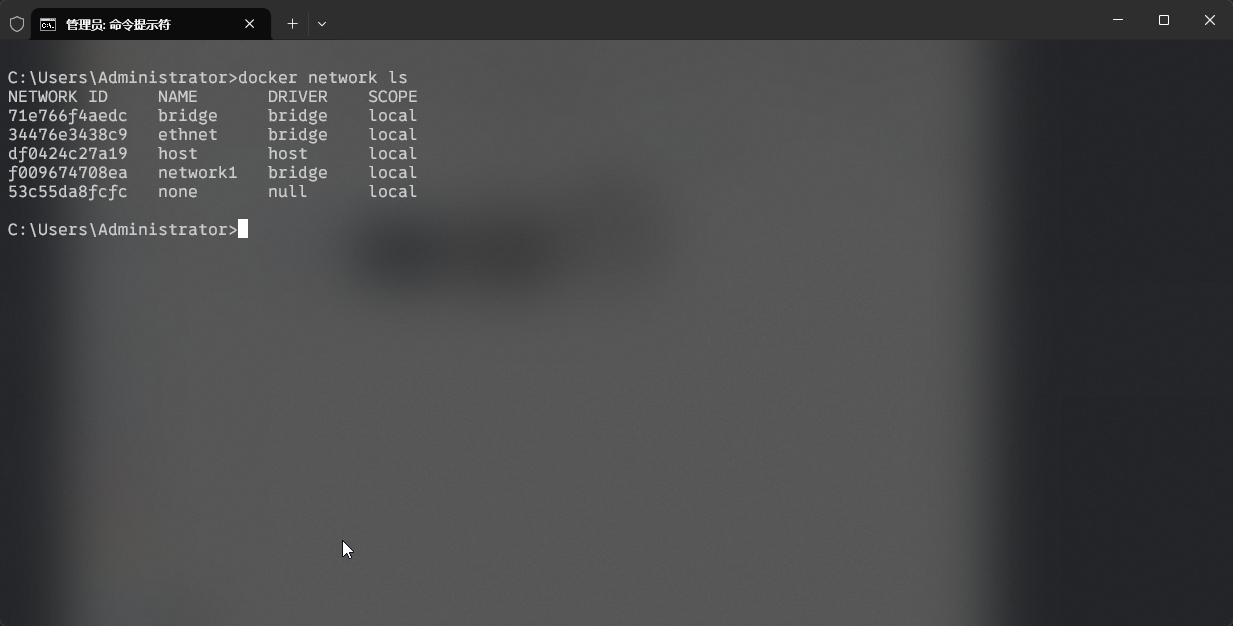 管理员: 命令提示符
C:\Users\Administrator>docker network ls
NETWORK ID     NAME       DRIVER    SCOPE
71e766f4aedc   bridge     bridge    local
34476e3438c9   ethnet     bridge    local
df0424c27a19   host       host      local
f009674708ea   network1   bridge    local
53c55da8fcfc   none       null      local
C:\Users\Administrator>